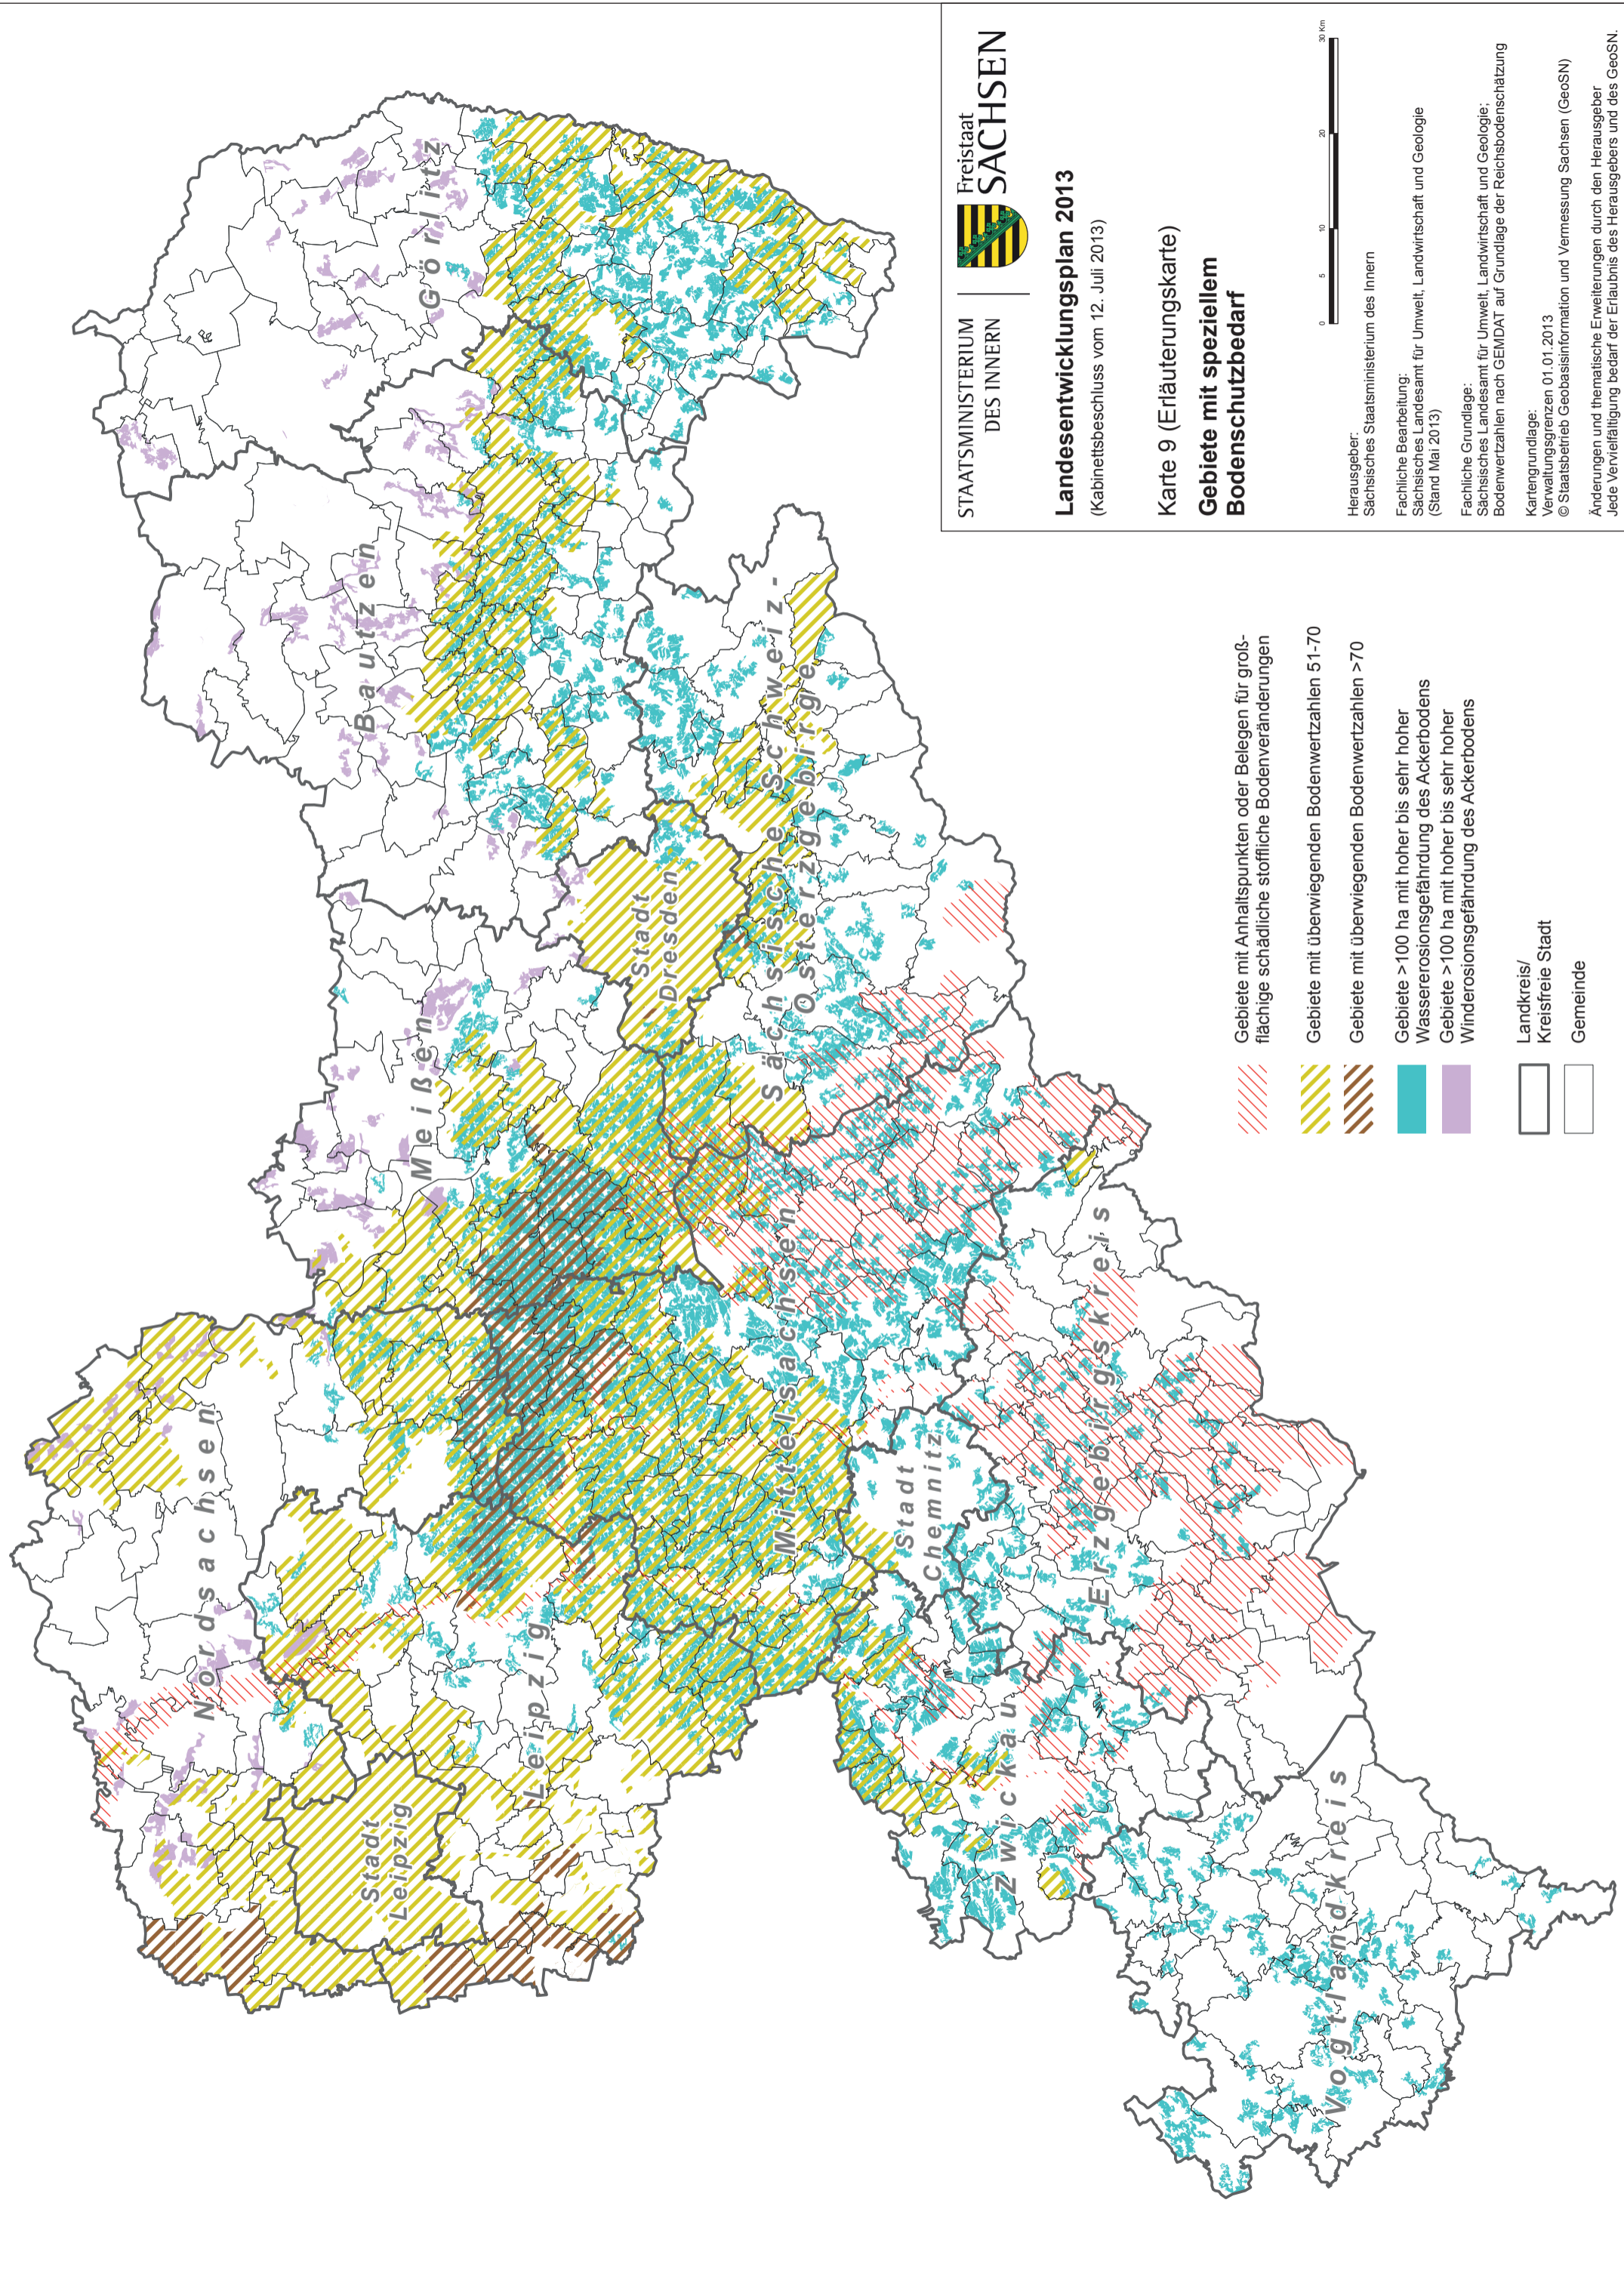 Nordsachsen
Stadt
Leipzig
Leipzig
Meißen
Bautzen
Görlitz
Stadt
Dresden
Sächsische Schweiz-
Osterzgebirge
Mittelsachsen
Stadt
Chemnitz
Erzgebirgskreis
Zwickau
Vogtlandkreis
Gebiete mit Anhaltspunkten oder Belegen für groß-
flächige schädliche stoffliche Bodenveränderungen
Gebiete mit überwiegenden Bodenwertzahlen 51-70
Gebiete mit überwiegenden Bodenwertzahlen >70
Gebiete >100 ha mit hoher bis sehr hoher
Wassererosionsgefährdung des Ackerbodens
Gebiete >100 ha mit hoher bis sehr hoher
Winderosionsgefährdung des Ackerbodens
Landkreis/
Kreisfreie Stadt
Gemeinde
STAATSMINISTERIUM
DES INNERN
Freistaat
SACHSEN
Landesentwicklungsplan 2013
(Kabinettsbeschluss vom 12. Juli 2013)
Karte 9 (Erläuterungskarte)
Gebiete mit speziellem
Bodenschutzbedarf
0 5 10 20 30 Km
Herausgeber:
Sächsisches Staatsministerium des Innern
Fachliche Bearbeitung:
Sächsisches Landesamt für Umwelt, Landwirtschaft und Geologie
(Stand Mai 2013)
Fachliche Grundlage:
Sächsisches Landesamt für Umwelt, Landwirtschaft und Geologie;
Bodenwertzahlen nach GEMDAT auf Grundlage der Reichsbodenschätzung
Kartengrundlage:
Verwaltungsgrenzen 01.01.2013
© Staatsbetrieb Geobasisinformation und Vermessung Sachsen (GeoSN)
Änderungen und thematische Erweiterungen durch den Herausgeber
Jede Vervielfältigung bedarf der Erlaubnis des Herausgebers und des GeoSN.